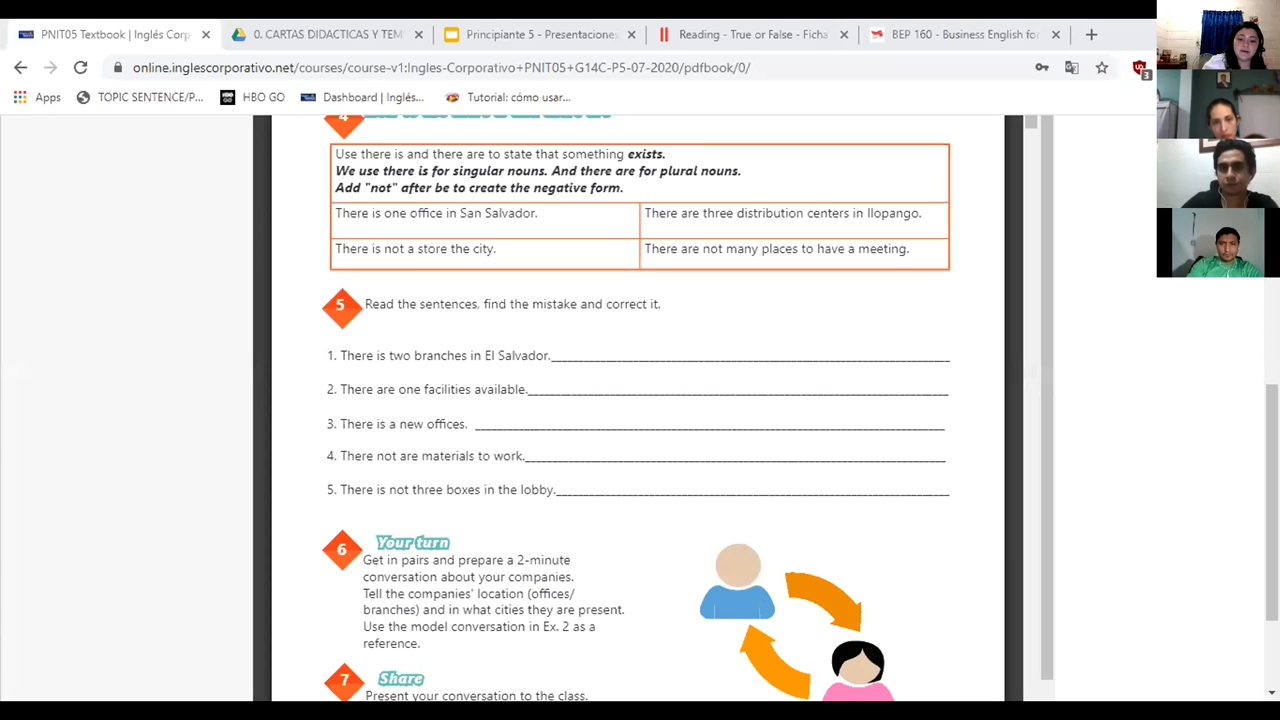 PNIT05 Textbook | Inglés Corp
0. CARTAS DIDACTICAS Y TEM
Principiante 5 - Presentaciones
Reading - True or False - Ficha
BEP 160 - Business English fo
online.inglescorporativo.net/courses/course-v1:Ingles-Corporativo+PNIT05+G14C-P5-07-2020/pdfbook/0/
3
Apps
TOPIC SENTENCE/P...
HBO GO
Dashboard | Inglés...
Tutorial: cómo usar...
4
Use there is and there are to state that something exists.
We use there is for singular nouns. And there are for plural nouns.
Add "not" after be to create the negative form.
There is one office in San Salvador.
There are three distribution centers in Ilopango.
There is not a store the city.
There are not many places to have a meeting.
5 Read the sentences, find the mistake and correct it.
1. There is two branches in El Salvador.
2. There are one facilities available.
3. There is a new offices.
4. There not are materials to work.
5. There is not three boxes in the lobby.
6 Your turn
Get in pairs and prepare a 2-minute
conversation about your companies.
Tell the companies' location (offices/
branches) and in what cities they are present.
Use the model conversation in Ex. 2 as a
reference.
7 Share
Present your conversation to the class.